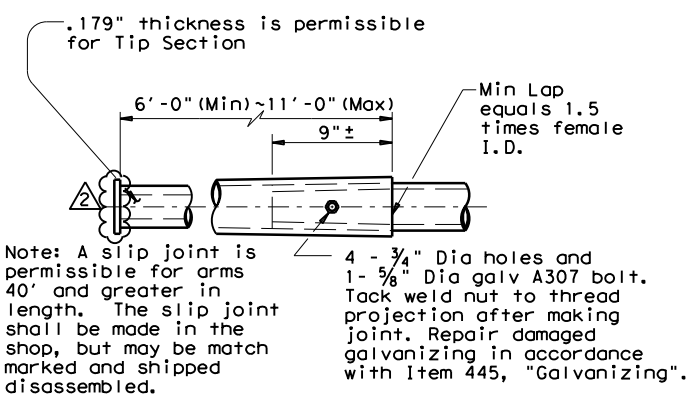 .179" thickness is permissible
for Tip Section
6'-0"(Min)~11'-0"(Max)
9"±
Min Lap
equals 1.5
times female
I.D.
2
Note: A slip joint is
permissible for arms
40' and greater in
length. The slip joint
shall be made in the
shop, but may be match
marked and shipped
disassembled.
4 - 3/4" Dia holes and
1- 5/8" Dia galv A307 bolt.
Tack weld nut to thread
projection after making
joint. Repair damaged
galvanizing in accordance
with Item 445, "Galvanizing".